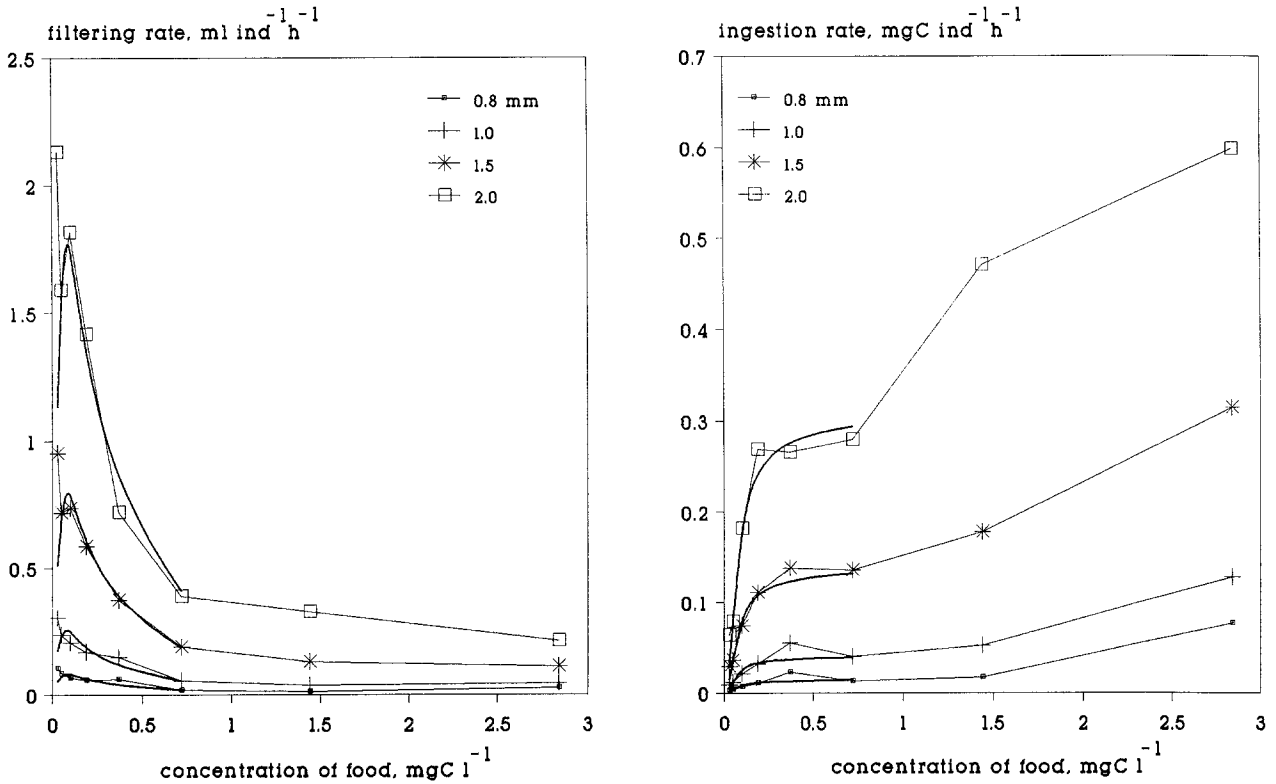 filtering rate, ml ind⁻¹h⁻¹
2.5
2
1.5
1
0.5
0
0.8 mm
1.0
1.5
2.0
0 0.5 1 1.5 2 2.5 3
concentration of food, mgC l⁻¹
ingestion rate, mgC ind⁻¹h⁻¹
0.7
0.6
0.5
0.4
0.3
0.2
0.1
0
0.8 mm
1.0
1.5
2.0
0 0.5 1 1.5 2 2.5 3
concentration of food, mgC l⁻¹